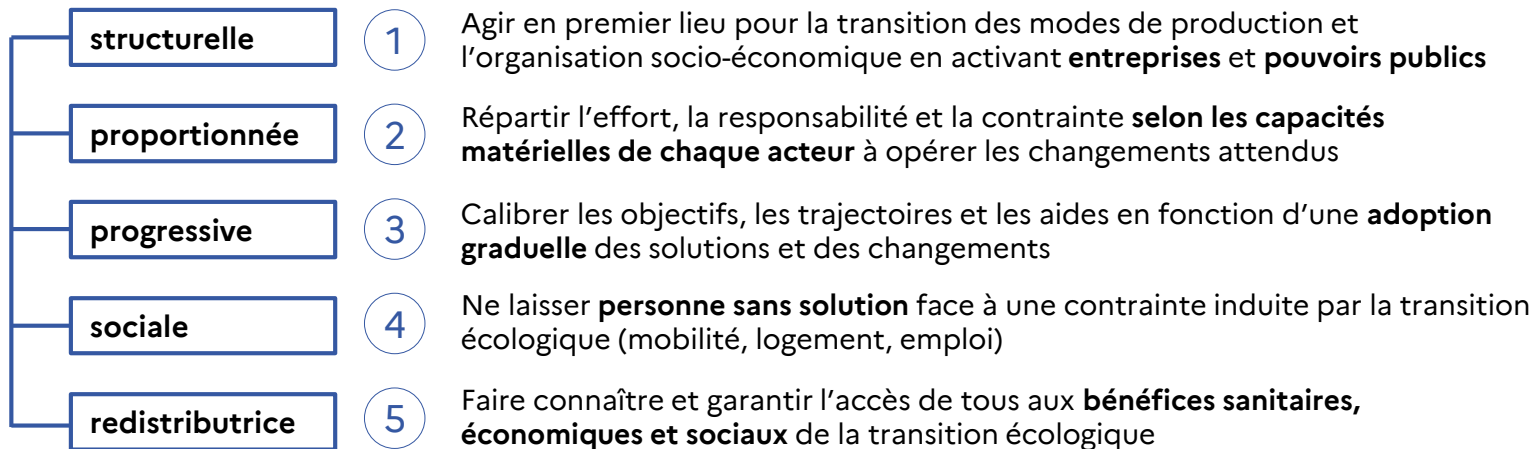 structurelle
1
Agir en premier lieu pour la transition des modes de production et
l’organisation socio-économique en activant entreprises et pouvoirs publics
proportionnée
2
Répartir l’effort, la responsabilité et la contrainte selon les capacités
matérielles de chaque acteur à opérer les changements attendus
progressive
3
Calibrer les objectifs, les trajectoires et les aides en fonction d’une adoption
graduelle des solutions et des changements
sociale
4
Ne laisser personne sans solution face à une contrainte induite par la transition
écologique (mobilité, logement, emploi)
redistributrice
5
Faire connaître et garantir l’accès de tous aux bénéfices sanitaires,
économiques et sociaux de la transition écologique